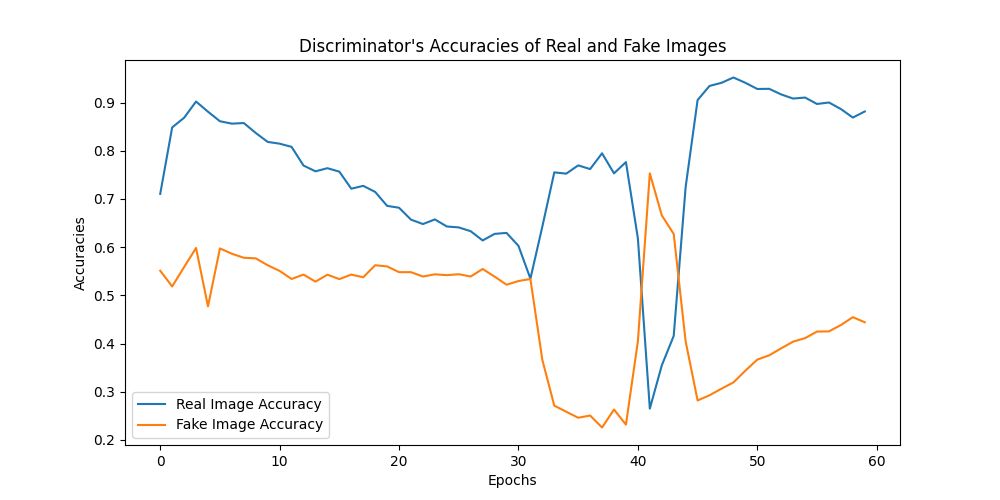 Discriminator's Accuracies of Real and Fake Images
Accuracies
0.9
0.8
0.7
0.6
0.5
0.4
0.3
0.2
Real Image Accuracy
Fake Image Accuracy
0 10 20 30 40 50 60
Epochs